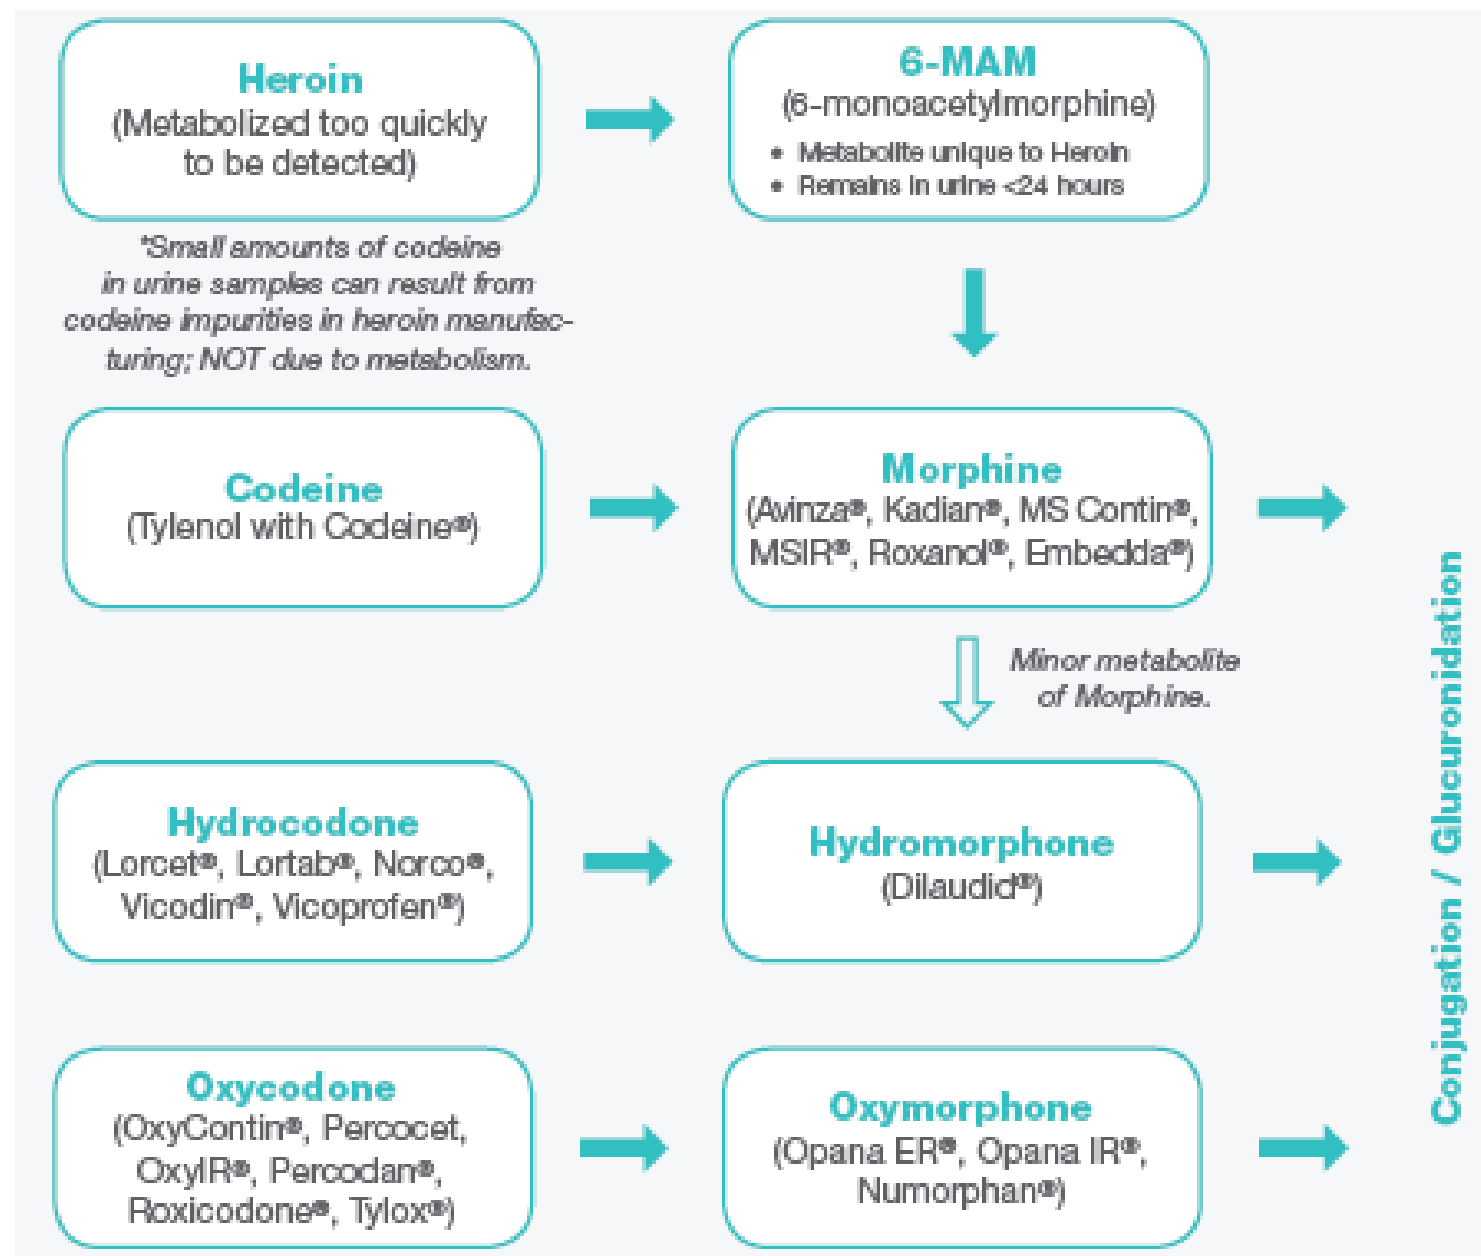 Heroin
(Metabolized too quickly
to be detected)
6-MAM
(6-monoacetylmorphine)
• Metabolite unique to Heroin
• Remains in urine <24 hours
*Small amounts of codeine
in urine samples can result from
codeine impurities in heroin manufac-
turing; NOT due to metabolism.
Codeine
(Tylenol with Codeine®)
Morphine
(Avinza®, Kadian®, MS Contin®,
MSIR®, Roxanol®, Embedda®)
Minor metabolite
of Morphine.
Hydrocodone
(Lorcet®, Lortab®, Norco®,
Vicodin®, Vicoprofen®)
Hydromorphone
(Dilaudid®)
Oxycodone
(OxyContin®, Percocet,
OxyIR®, Percodan®,
Roxicodone®, Tylox®)
Oxymorphone
(Opana ER®, Opana IR®,
Numorphan®)
Conjugation / Glucuronidation